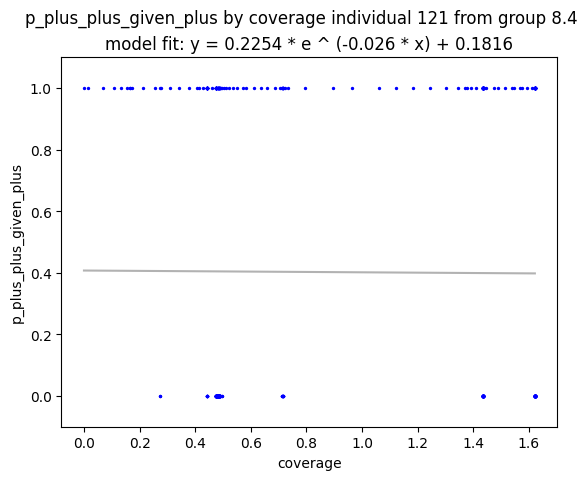 p_plus_plus_given_plus by coverage individual 121 from group 8.4
model fit: y = 0.2254 * e ^ (-0.026 * x) + 0.1816
1.0
0.8
0.6
0.4
0.2
0.0
p_plus_plus_given_plus
0.0 0.2 0.4 0.6 0.8 1.0 1.2 1.4 1.6
coverage